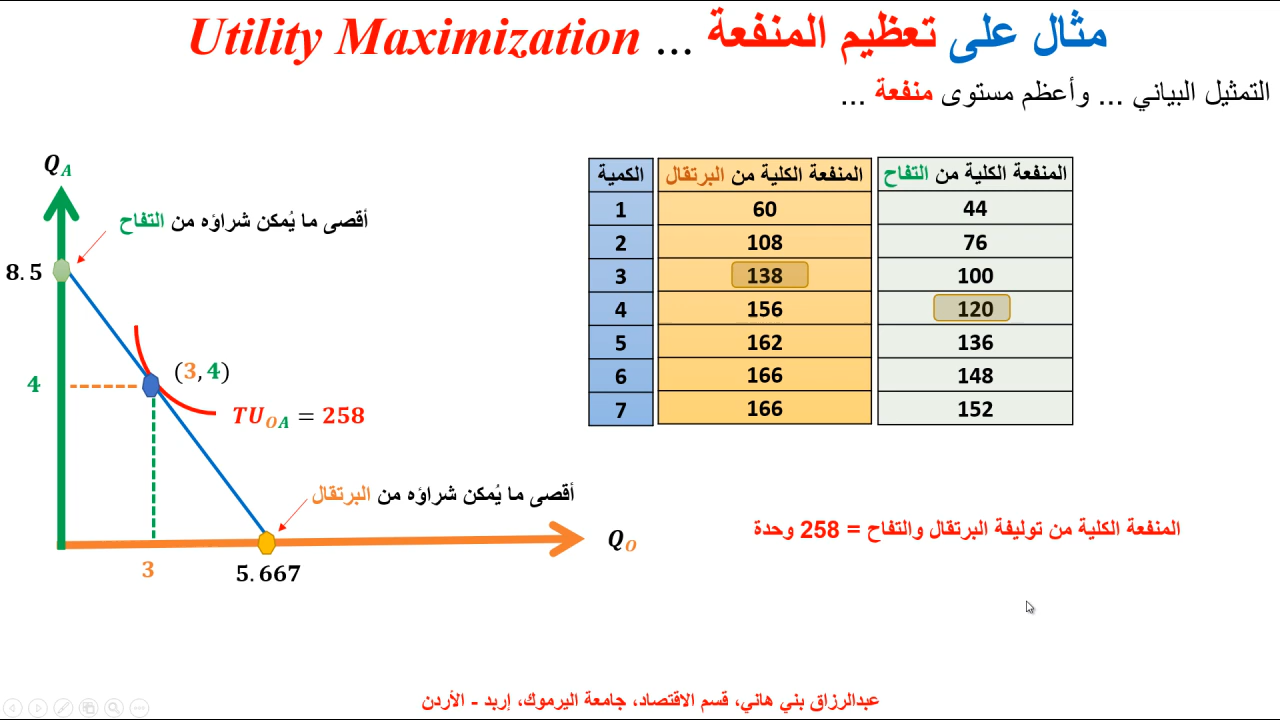 مثال على تعظيم المنفعة ... Utility Maximization
التمثيل البياني ... وأعظم مستوى منفعة ...
Q_A
أقصى ما يُمكن شراؤه من التفاح
8.5
4
(3,4)
TU_OA = 258
أقصى ما يُمكن شراؤه من البرتقال
Q_O
3
5.667
المنفعة الكلية من التفاح المنفعة الكلية من البرتقال الكمية
44 60 1
76 108 2
100 138 3
120 156 4
136 162 5
148 166 6
152 166 7
المنفعة الكلية من توليفة البرتقال والتفاح = 258 وحدة
عبدالرزاق بني هاني، قسم الاقتصاد، جامعة اليرموك، إربد - الأردن